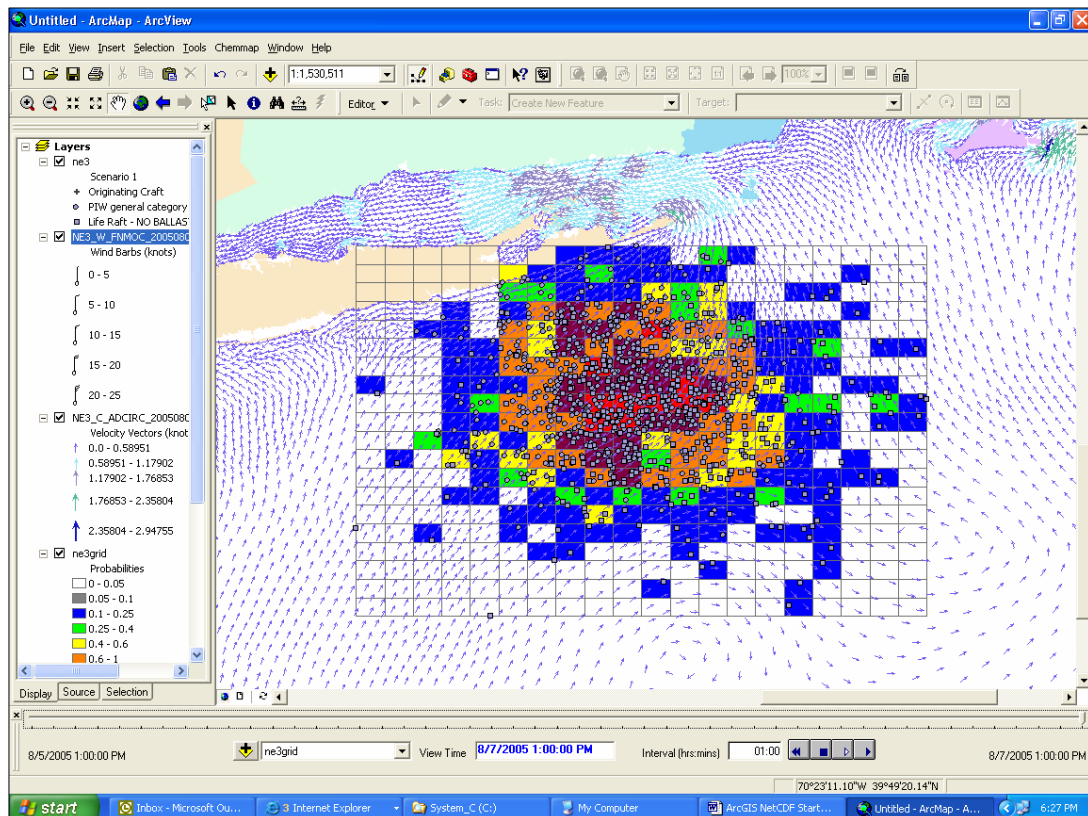 Untitled - ArcMap - ArcView
File Edit View Insert Selection Tools Chemmap Window Help
1:1,530,511
100%
1:1
Editor Task: Create New Feature Target:
Layers
ne3
Scenario 1
Originating Craft
PIW general category
Life Raft - NO BALLAS
NE3_W_FNMOC_2005080
Wind Barbs (knots)
0 - 5
5 - 10
10 - 15
15 - 20
20 - 25
NE3_C_ADCIRC_2005080
Velocity Vectors (knot
0.0 - 0.58951
0.58951 - 1.17902
1.17902 - 1.76853
1.76853 - 2.35804
2.35804 - 2.94755
ne3grid
Probabilities
0 - 0.05
0.05 - 0.1
0.1 - 0.25
0.25 - 0.4
0.4 - 0.6
0.6 - 1
Display Source Selection
8/5/2005 1:00:00 PM ne3grid View Time 8/7/2005 1:00:00 PM Interval (hrs:mins) 01:00 8/7/2005 1:00:00 PM
70°23'11.10"W 39°49'20.14"N
start Inbox - Microsoft Ou... 3 Internet Explorer System_C (C:) My Computer ArcGIS NetCDF Start... Untitled - ArcMap - A... 6:27 PM